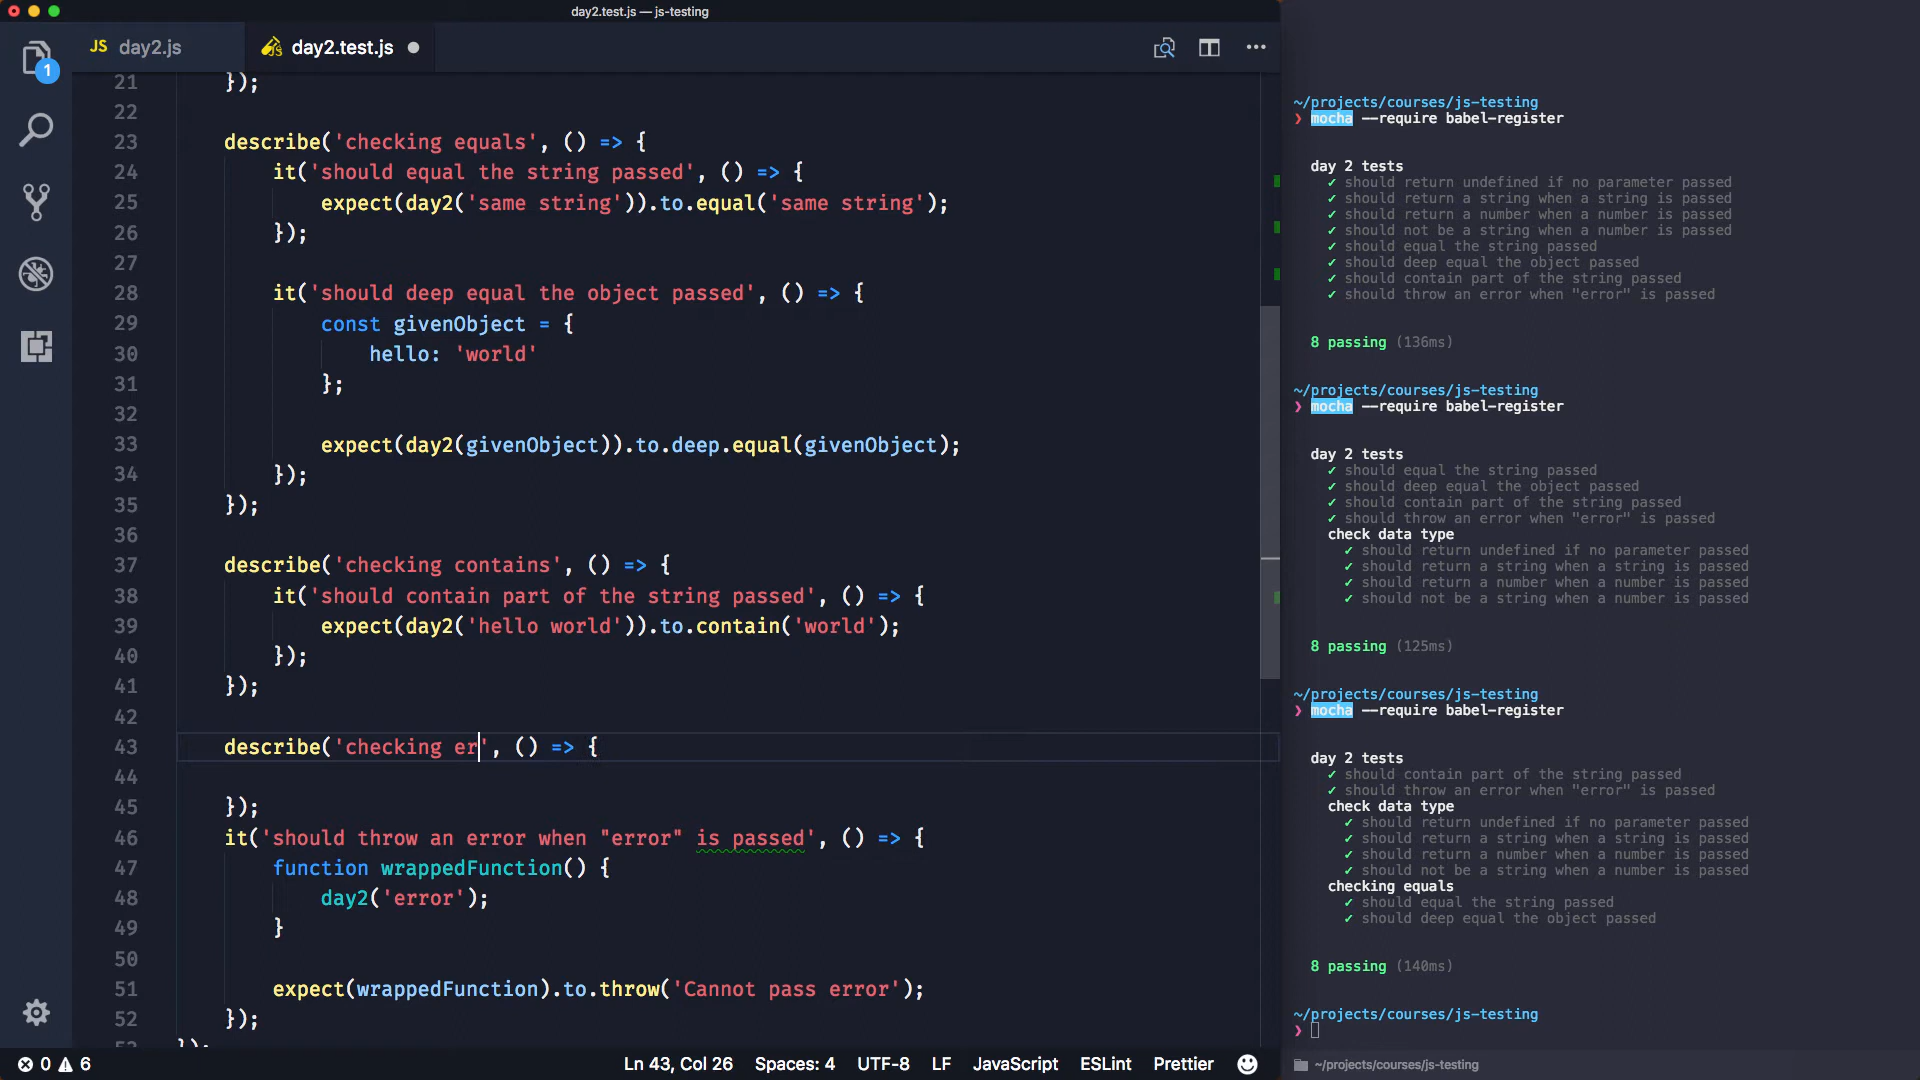 day2.test.js — js-testing
JS day2.js
day2.test.js
1
21 });
22
23 describe('checking equals', () => {
24 it('should equal the string passed', () => {
25 expect(day2('same string')).to.equal('same string');
26 });
27
28 it('should deep equal the object passed', () => {
29 const givenObject = {
30 hello: 'world'
31 };
32
33 expect(day2(givenObject)).to.deep.equal(givenObject);
34 });
35 });
36
37 describe('checking contains', () => {
38 it('should contain part of the string passed', () => {
39 expect(day2('hello world')).to.contain('world');
40 });
41 });
42
43 describe('checking er', () => {
44
45 });
46 it('should throw an error when "error" is passed', () => {
47 function wrappedFunction() {
48 day2('error');
49 }
50
51 expect(wrappedFunction).to.throw('Cannot pass error');
52 });
53 });
0 6
Ln 43, Col 26 Spaces: 4 UTF-8 LF JavaScript ESLint Prettier
~/projects/courses/js-testing
❯ mocha --require babel-register
day 2 tests
✓ should return undefined if no parameter passed
✓ should return a string when a string is passed
✓ should return a number when a number is passed
✓ should not be a string when a number is passed
✓ should equal the string passed
✓ should deep equal the object passed
✓ should contain part of the string passed
✓ should throw an error when "error" is passed
8 passing (136ms)
~/projects/courses/js-testing
❯ mocha --require babel-register
day 2 tests
✓ should equal the string passed
✓ should deep equal the object passed
✓ should contain part of the string passed
✓ should throw an error when "error" is passed
check data type
✓ should return undefined if no parameter passed
✓ should return a string when a string is passed
✓ should return a number when a number is passed
✓ should not be a string when a number is passed
8 passing (125ms)
~/projects/courses/js-testing
❯ mocha --require babel-register
day 2 tests
✓ should contain part of the string passed
✓ should throw an error when "error" is passed
check data type
✓ should return undefined if no parameter passed
✓ should return a string when a string is passed
✓ should return a number when a number is passed
✓ should not be a string when a number is passed
checking equals
✓ should equal the string passed
✓ should deep equal the object passed
8 passing (140ms)
~/projects/courses/js-testing
❯
~/projects/courses/js-testing